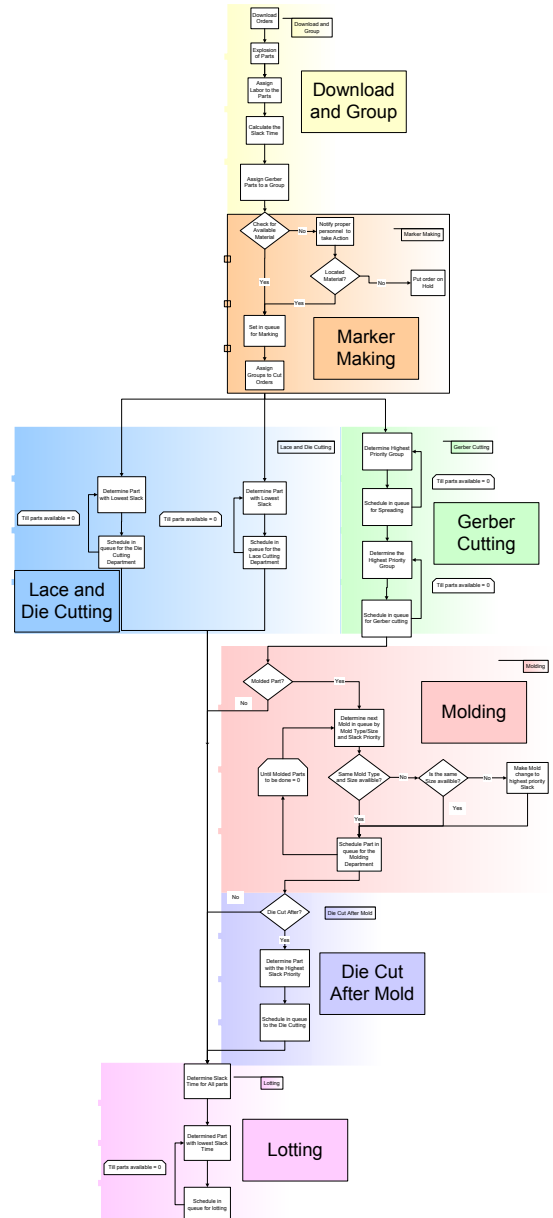 Download
Orders
Download and
Group
Explosion
of Parts
Assign
Labor to the
Parts
Download
and Group
Calculate the
Slack Time
Assign Gerber
Parts to a Group
Check for
Available
Material
No
Notify proper
personnel to
take Action
Marker Making
Located
Material?
No
Put order on
Hold
Yes
Yes
Set in queue
for Marking
Marker
Making
Assign
Groups to Cut
Orders
Lace and Die Cutting
Gerber Cutting
Determine Highest
Priority Group
Till parts available = 0
Determine Part
with Lowest Slack
Determine Part
with Lowest
Slack
Schedule in queue
for Spreading
Till parts available = 0
Till parts available = 0
Gerber
Cutting
Schedule in
queue for the Die
Cutting
Department
Schedule in
queue for the
Lace Cutting
Department
Determine the
Highest Priority
Group
Till parts available = 0
Lace and
Die Cutting
Schedule in queue
for Gerber cutting
Molding
Molded Part?
Yes
No
Determine next
Mold in queue by
Mold Type/Size
and Slack Priority
Molding
Until Molded Parts
to be done = 0
Same Mold Type
and Size availible?
No
Is the same
Size availible?
No
Make Mold
change to
highest priority
Slack
Yes
Yes
Schedule Part in
queue for the
Molding
Department
No
Die Cut After?
Die Cut After Mold
Yes
Determine Part
with the Highest
Slack Priority
Die Cut
After Mold
Schedule in queue
to the Die Cutting
Determine Slack
Time for All parts
Lotting
Determined Part
with lowest Slack
Time
Lotting
Till parts available = 0
Schedule in
queue for lotting